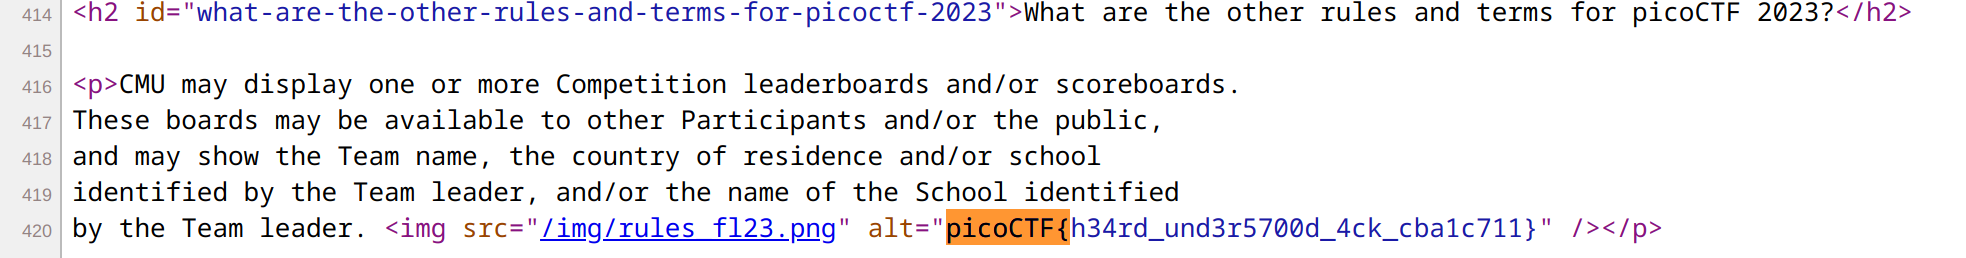 414 <h2 id="what-are-the-other-rules-and-terms-for-picoctf-2023">What are the other rules and terms for picoCTF 2023?</h2>
415
416 <p>CMU may display one or more Competition leaderboards and/or scoreboards.
417 These boards may be available to other Participants and/or the public,
418 and may show the Team name, the country of residence and/or school
419 identified by the Team leader, and/or the name of the School identified
420 by the Team leader. <img src="/img/rules_fl23.png" alt="picoCTF{h34rd_und3r5700d_4ck_cba1c711}" /></p>